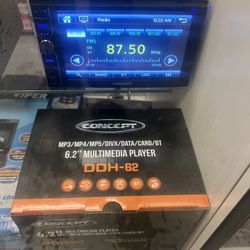 Radio
12:22 AM
FM1
87.50
MHz
BAND
BT
LOC
CONCEPT
MP3/MP4/MP5/DIVX/DATA/CARD/BT
6.2" MULTIMEDIA PLAYER
DDH-62
6.2" MULTIMEDIA PLAYER